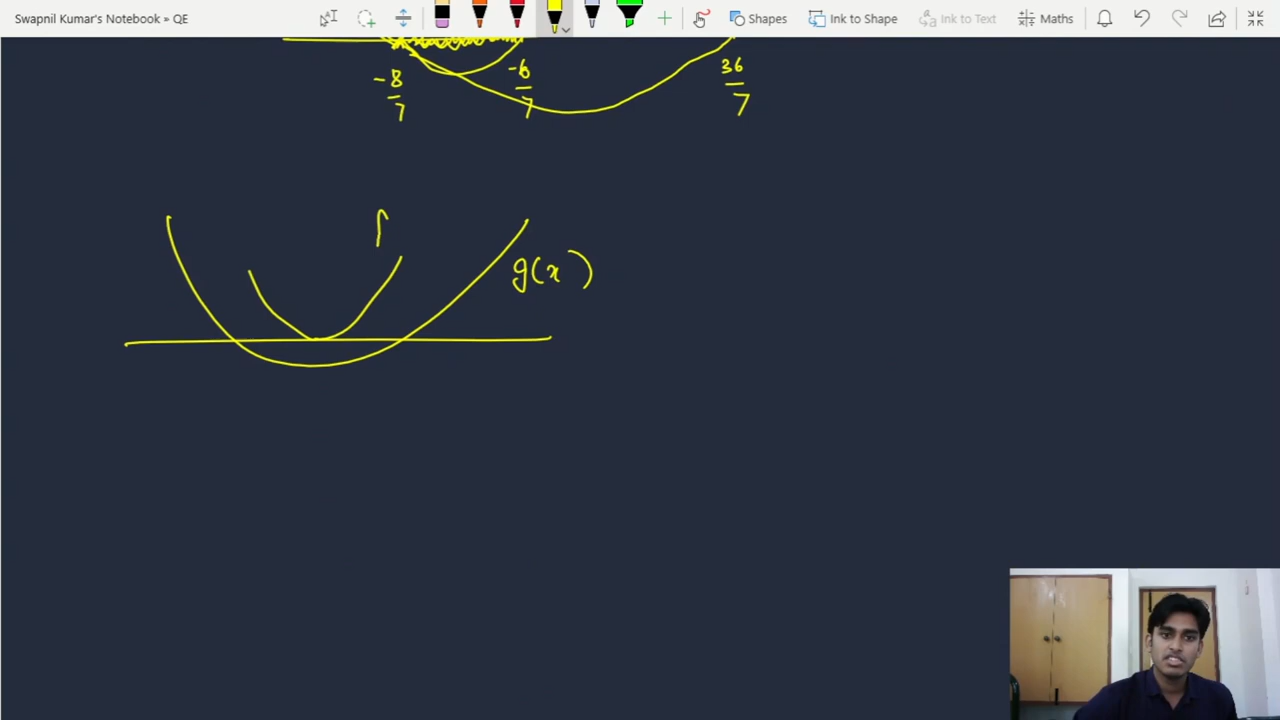 Swapnil Kumar's Notebook » QE
Shapes
Ink to Shape
Ink to Text
Maths
-8/7
-6/7
36/7
g(x)